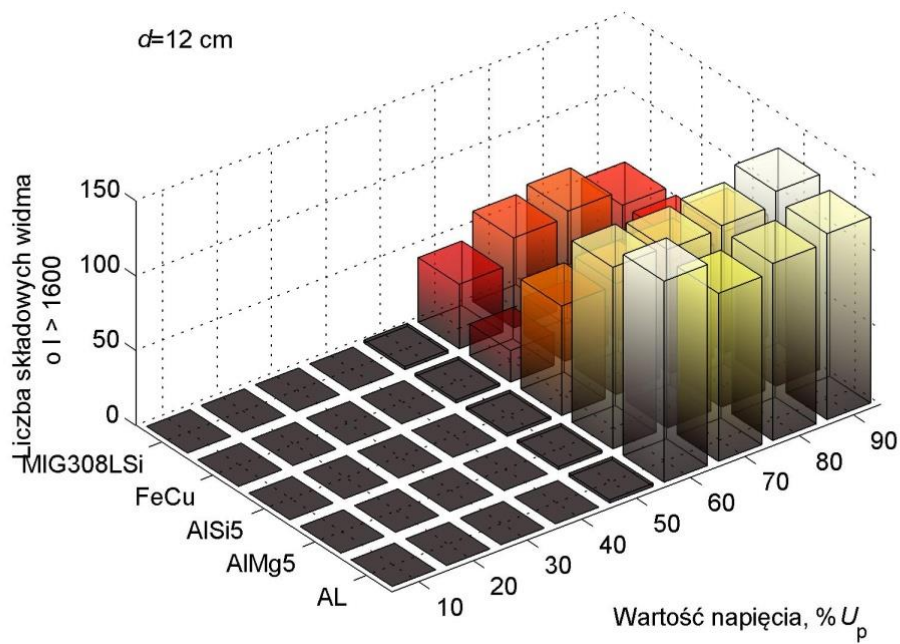 d=12 cm
Liczba składowych widma
o I > 1600
150
100
50
0
MIG308LSi
FeCu
AlSi5
AlMg5
AL
10
20
30
40
50
60
70
80
90
Wartość napięcia, % Up